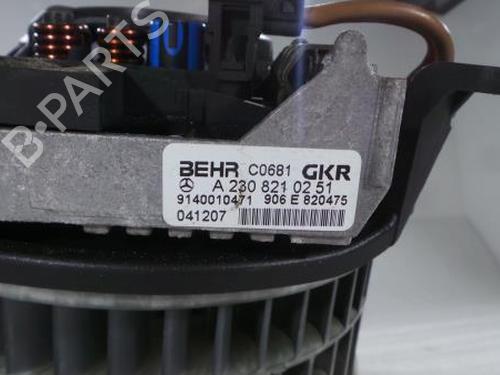 B-PARTS
BEHR C0681 GKR
A 230 821 02 51
9140010471 906 E 820475
041207